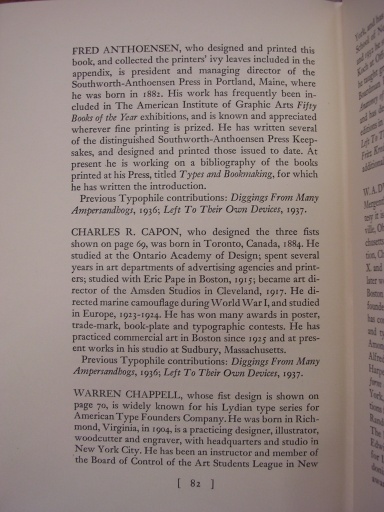 FRED ANTHOENSEN, who designed and printed this
book, and collected the printers' ivy leaves included in the
appendix, is president and managing director of the
Southworth-Anthoensen Press in Portland, Maine, where
he was born in 1882. His work has frequently been in-
cluded in The American Institute of Graphic Arts Fifty
Books of the Year exhibitions, and is known and appreciated
wherever fine printing is prized. He has written several
of the distinguished Southworth-Anthoensen Press Keep-
sakes, and designed and printed those issued to date. At
present he is working on a bibliography of the books
printed at his Press, titled Types and Bookmaking, for which
he has written the introduction.
Previous Typophile contributions: Diggings From Many
Ampersandhogs, 1936; Left To Their Own Devices, 1937.
CHARLES R. CAPON, who designed the three fists
shown on page 69, was born in Toronto, Canada, 1884. He
studied at the Ontario Academy of Design; spent several
years in art departments of advertising agencies and print-
ers; studied with Eric Pape in Boston, 1915; became art di-
rector of the Amsden Studios in Cleveland, 1917. He di-
rected marine camouflage during World War I, and studied
in Europe, 1923-1924. He has won many awards in poster,
trade-mark, book-plate and typographic contests. He has
practiced commercial art in Boston since 1925 and at pres-
ent works in his studio at Sudbury, Massachusetts.
Previous Typophile contributions: Diggings From Many
Ampersandhogs, 1936; Left To Their Own Devices, 1937.
WARREN CHAPPELL, whose fist design is shown on
page 70, is widely known for his Lydian type series for
American Type Founders Company. He was born in Rich-
mond, Virginia, in 1904, is a practicing designer, illustrator,
woodcutter and engraver, with headquarters and studio in
New York City. He has been an instructor and member of
the Board of Control of the Art Students League in New
[ 82 ]